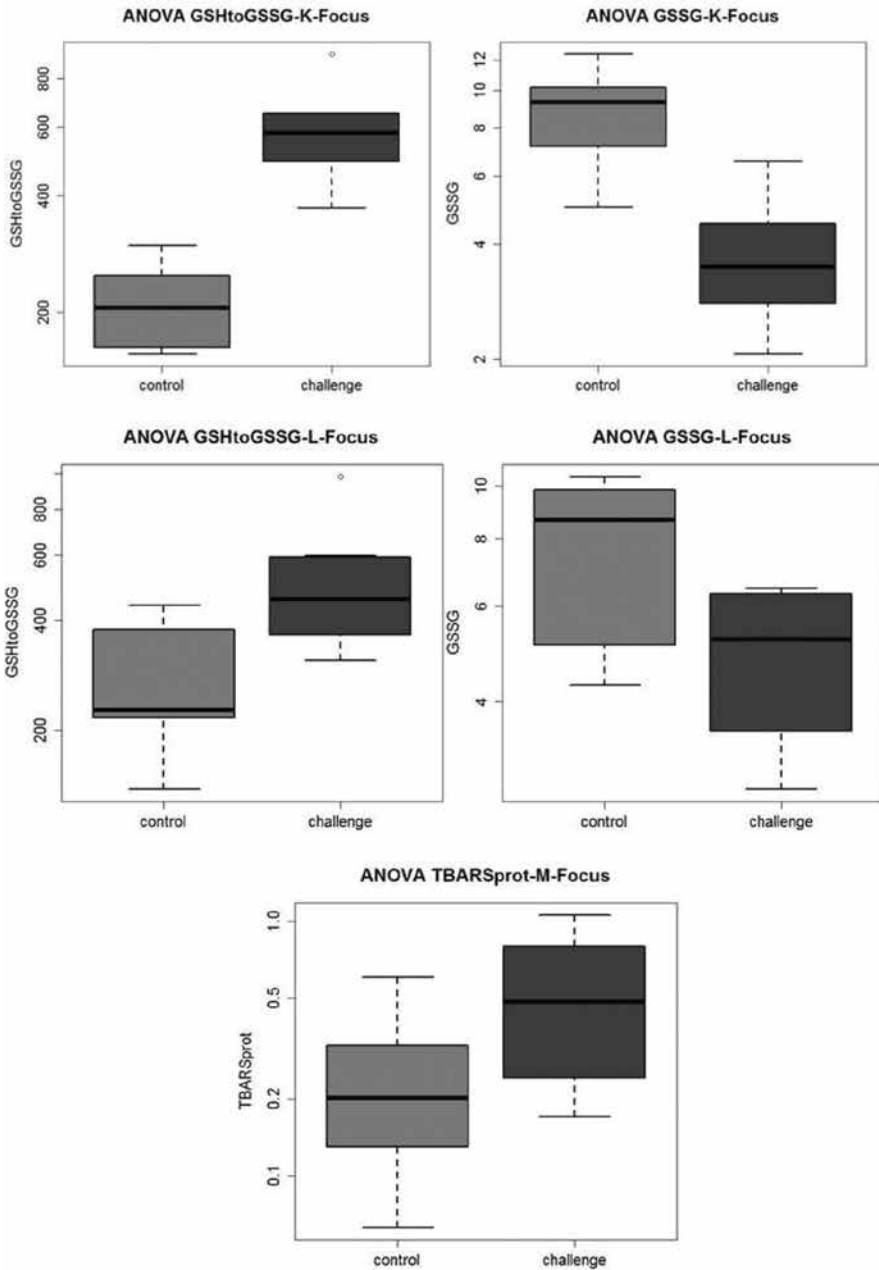 ANOVA GSHtoGSSG-K-Focus
GSHtoGSSG
800
600
400
200
control
challenge
ANOVA GSSG-K-Focus
GSSG
12
10
8
6
4
2
control
challenge
ANOVA GSHtoGSSG-L-Focus
GSHtoGSSG
800
600
400
200
control
challenge
ANOVA GSSG-L-Focus
GSSG
10
8
6
4
control
challenge
ANOVA TBARSprot-M-Focus
TBARSprot
1.0
0.5
0.2
0.1
control
challenge